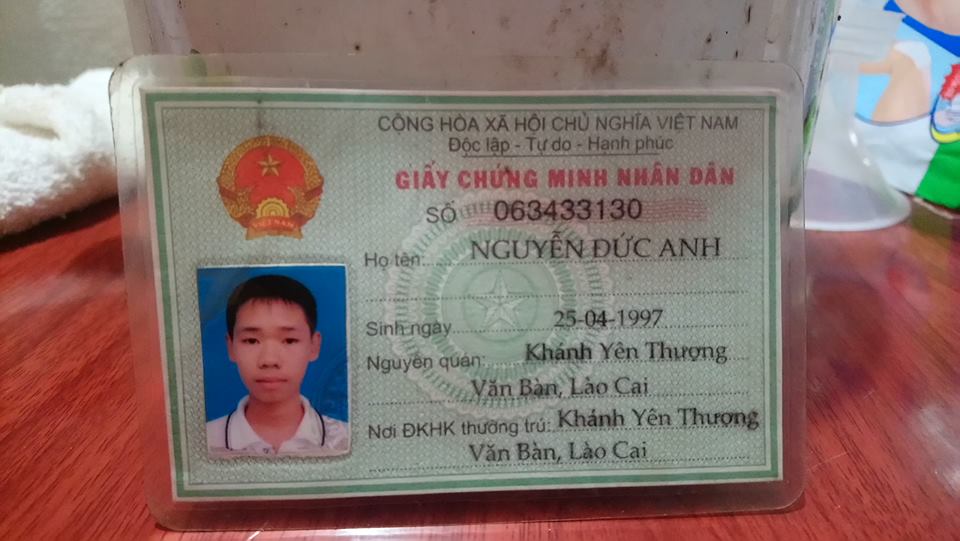 CỘNG HÒA XÃ HỘI CHỦ NGHĨA VIỆT NAM
Độc lập - Tự do - Hạnh phúc
GIẤY CHỨNG MINH NHÂN DÂN
SỐ 063433130
Họ tên: NGUYỄN ĐỨC ANH
Sinh ngày 25-04-1997
Nguyên quán: Khánh Yên Thượng
Văn Bàn, Lào Cai
Nơi ĐKHK thường trú: Khánh Yên Thượng
Văn Bàn, Lào Cai
VIỆT NAM